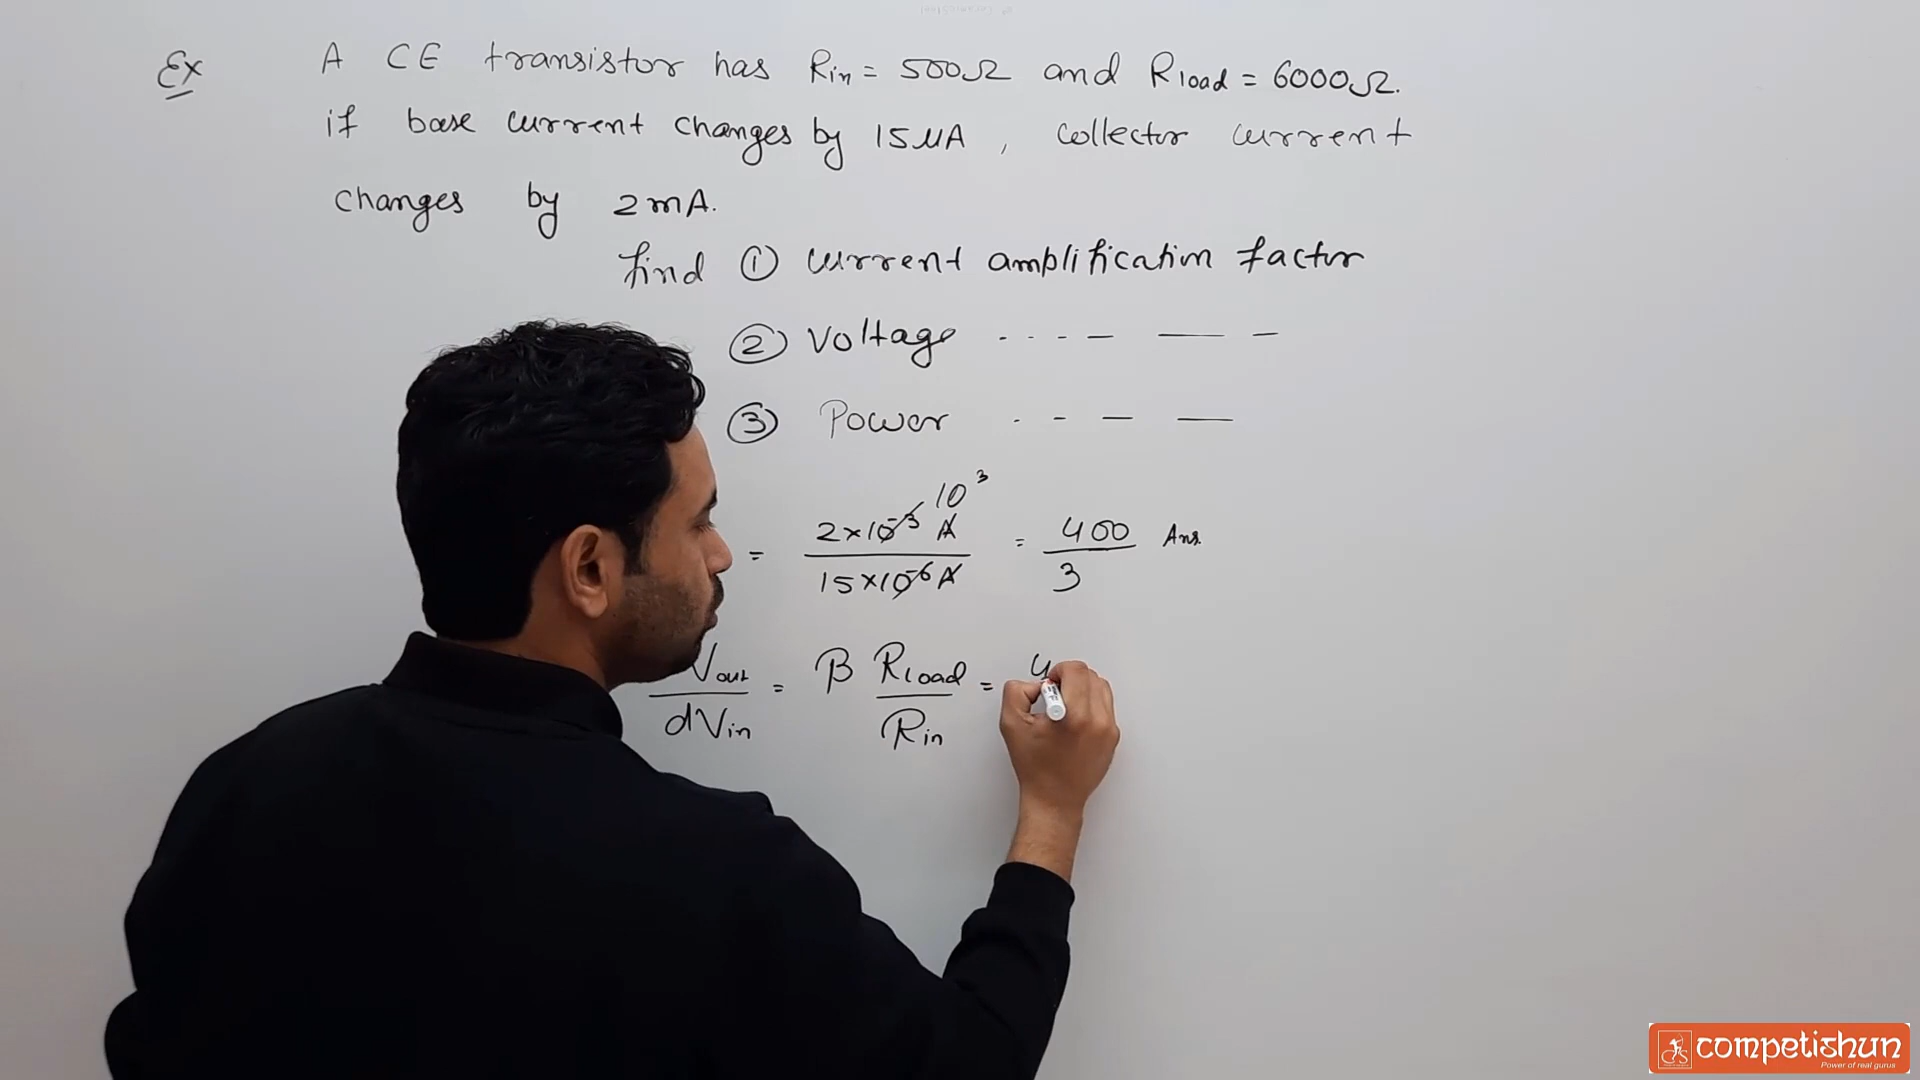 Ex A CE transistor has Rin = 500Ω and Rload = 6000Ω.
if base current changes by 15μA, collector current
changes by 2mA.
find ① current amplification factor
② Voltage ---- — -
③ Power - - — —
= 2×10⁻³ A / 15×10⁻⁶ A 10³ = 400/3 Ans.
Vout / dVin = β Rload / Rin = 4
competishun
Power of real gurus